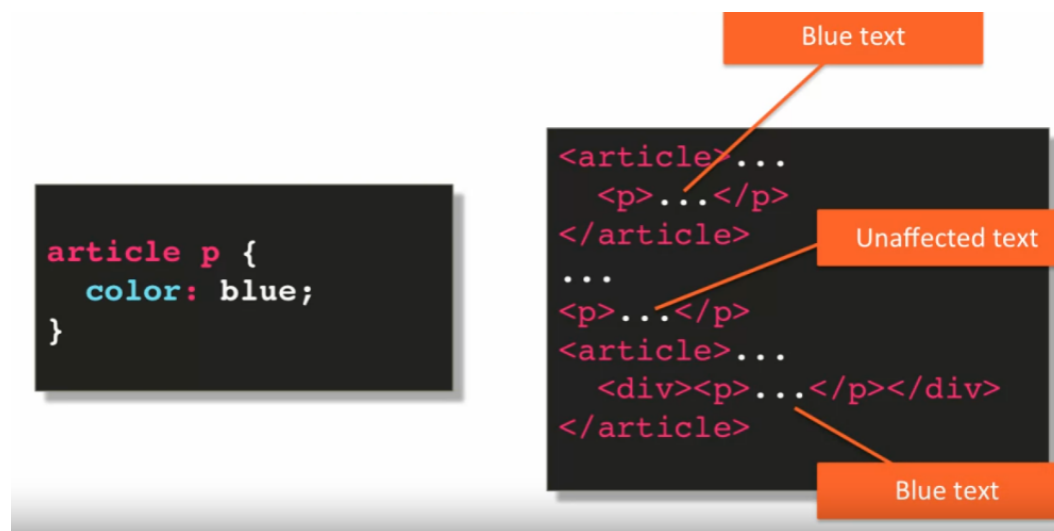 Blue text
article p {
color: blue;
}
<article>...
<p>...</p>
</article>
Unaffected text
...
<p>...</p>
<article>...
<div><p>...</p></div>
</article>
Blue text